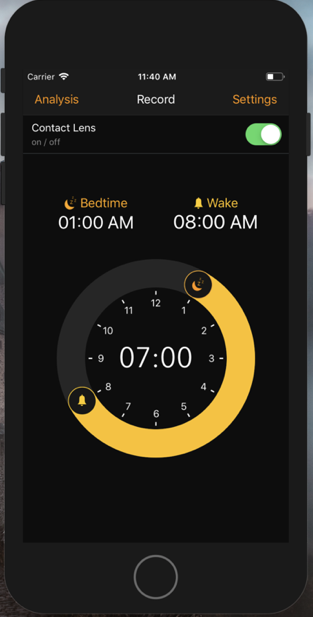 Carrier 11:40 AM
Analysis Record Settings
Contact Lens
on / off
Bedtime Wake
01:00 AM 08:00 AM
12
11 1
10 2
9 07:00 3
8 4
7 5
6